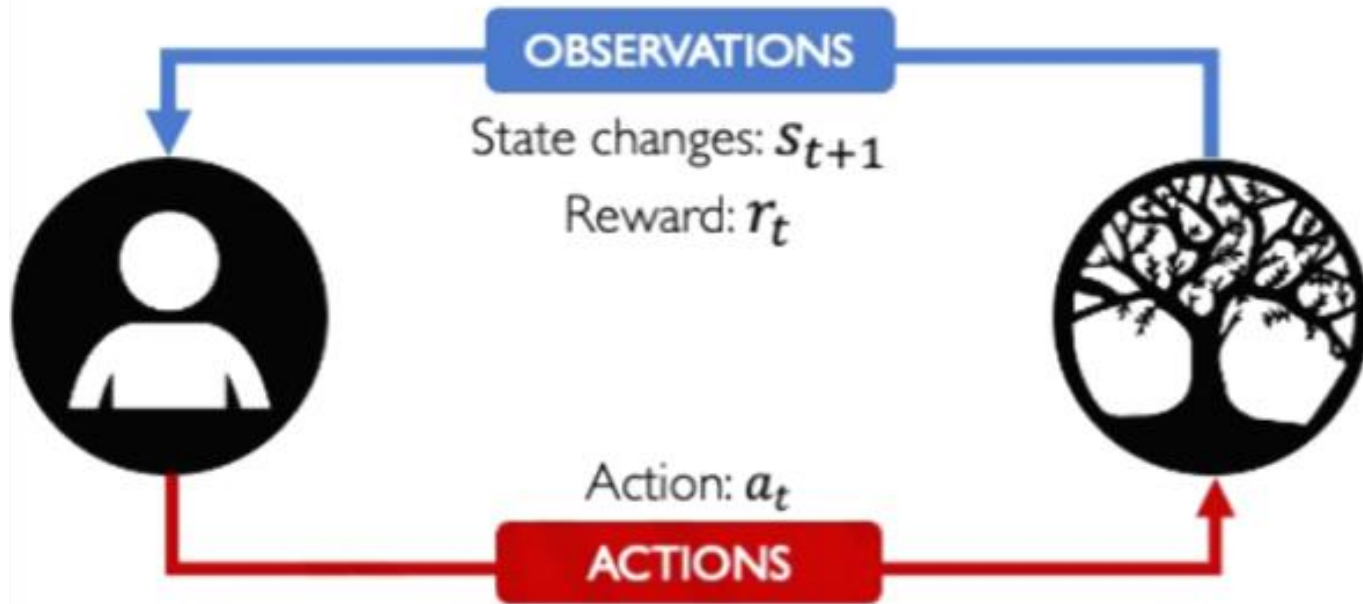 OBSERVATIONS
State changes: s_{t+1}
Reward: r_t
Action: a_t
ACTIONS